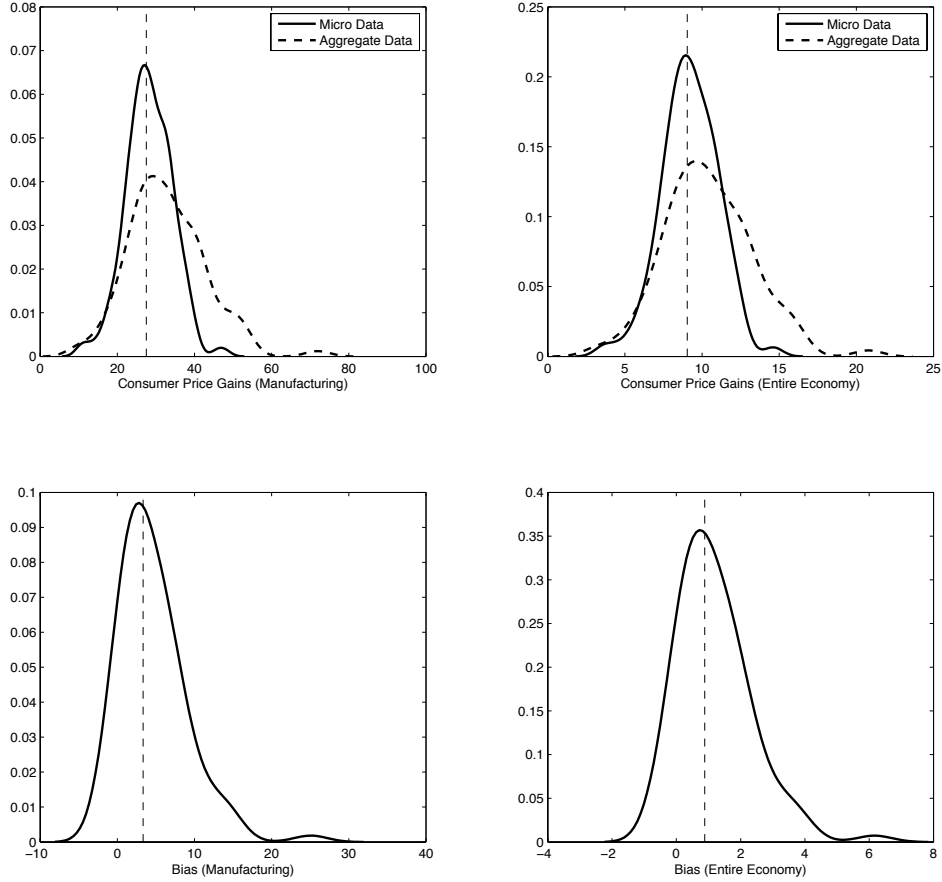 0.08
0.07
0.06
0.05
0.04
0.03
0.02
0.01
0
0 20 40 60 80 100
Micro Data
Aggregate Data
Consumer Price Gains (Manufacturing)
0.25
0.2
0.15
0.1
0.05
0
0 5 10 15 20 25
Micro Data
Aggregate Data
Consumer Price Gains (Entire Economy)
0.1
0.09
0.08
0.07
0.06
0.05
0.04
0.03
0.02
0.01
0
−10 0 10 20 30 40
Bias (Manufacturing)
0.4
0.35
0.3
0.25
0.2
0.15
0.1
0.05
0
−4 −2 0 2 4 6 8
Bias (Entire Economy)